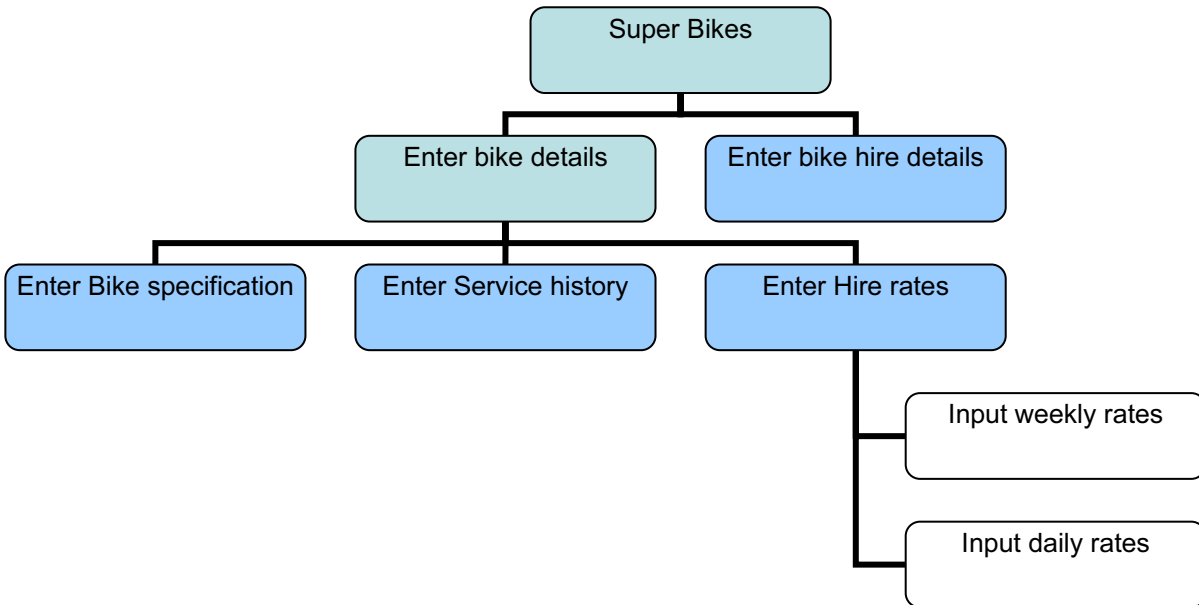 Super Bikes
Enter bike details
Enter bike hire details
Enter Bike specification
Enter Service history
Enter Hire rates
Input weekly rates
Input daily rates